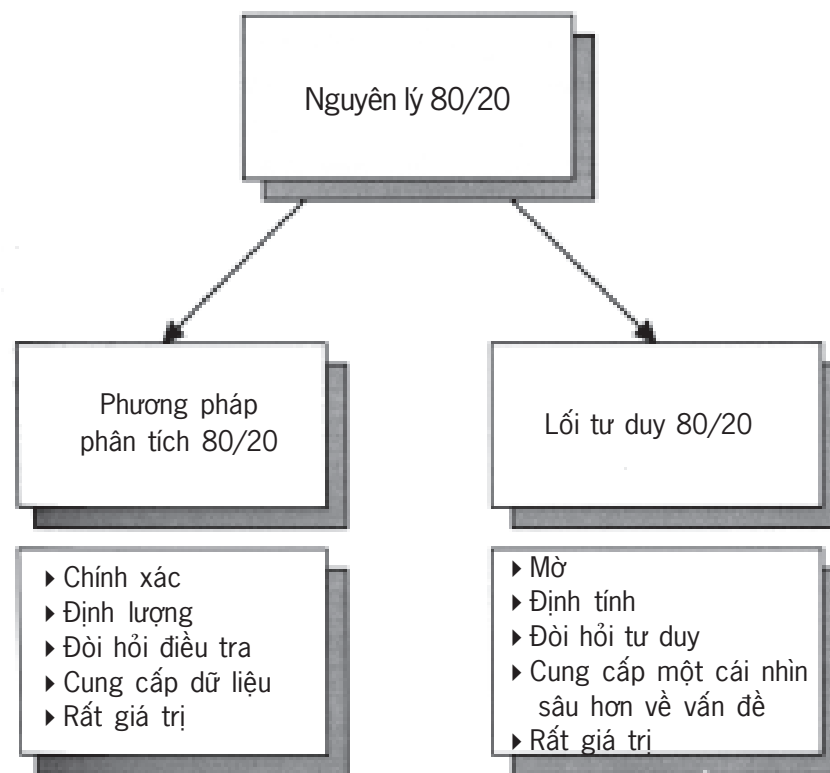 Nguyên lý 80/20
Phương pháp
phân tích 80/20
Lối tư duy 80/20
▶ Chính xác
▶ Định lượng
▶ Đòi hỏi điều tra
▶ Cung cấp dữ liệu
▶ Rất giá trị
▶ Mờ
▶ Định tính
▶ Đòi hỏi tư duy
▶ Cung cấp một cái nhìn
sâu hơn về vấn đề
▶ Rất giá trị